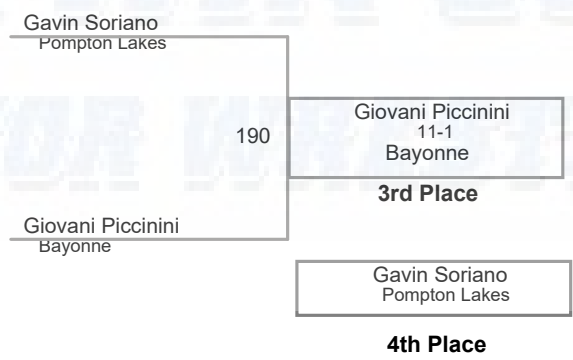 Gavin Soriano
Pompton Lakes
190
Giovani Piccinini
11-1
Bayonne
3rd Place
Giovani Piccinini
Bayonne
Gavin Soriano
Pompton Lakes
4th Place